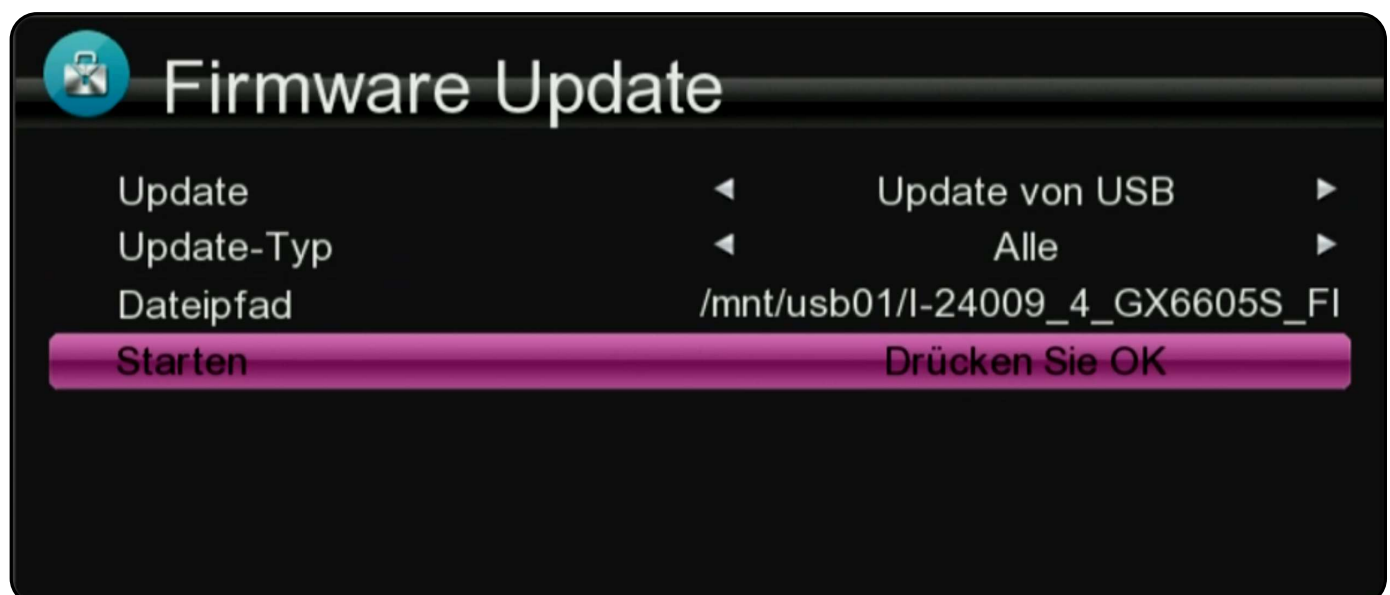 Firmware Update
Update ◀ Update von USB ▶
Update-Typ ◀ Alle ▶
Dateipfad /mnt/usb01/I-24009_4_GX6605S_FI
Starten Drücken Sie OK